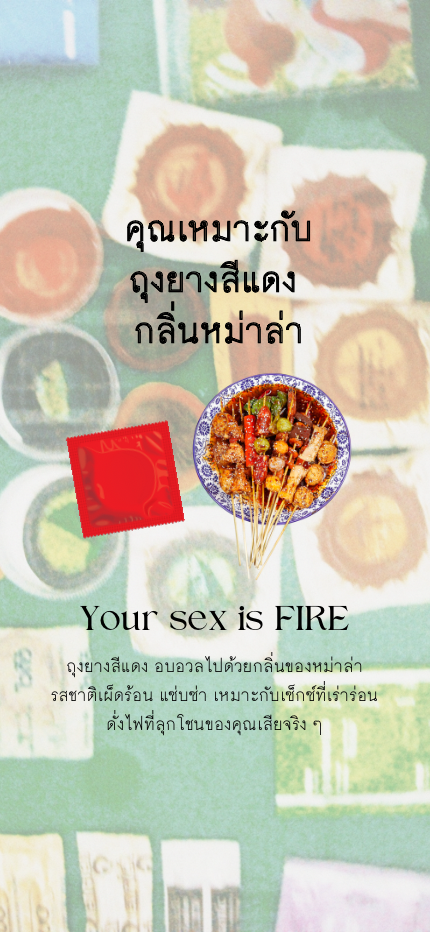 คุณเหมาะกับ
ถุงยางสีแดง
กลิ่นหม่าล่า
Your sex is FIRE
ถุงยางสีแดง อบอวลไปด้วยกลิ่นของหม่าล่า
รสชาติเผ็ดร้อน แซ่บซ่า เหมาะกับเซ็กซ์ที่เร่าร้อน
ดั่งไฟที่ลุกโชนของคุณเสียจริง ๆ